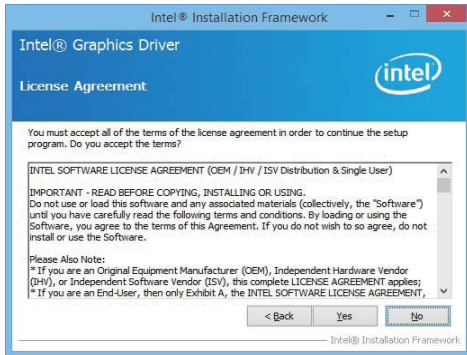 Intel® Installation Framework
Intel® Graphics Driver
License Agreement
intel
You must accept all of the terms of the license agreement in order to continue the setup
program. Do you accept the terms?
INTEL SOFTWARE LICENSE AGREEMENT (OEM / IHV / ISV Distribution & Single User)
IMPORTANT - READ BEFORE COPYING, INSTALLING OR USING.
Do not use or load this software and any associated materials (collectively, the "Software")
until you have carefully read the following terms and conditions. By loading or using the
Software, you agree to the terms of this Agreement. If you do not wish to so agree, do not
install or use the Software.
Please Also Note:
* If you are an Original Equipment Manufacturer (OEM), Independent Hardware Vendor
(IHV), or Independent Software Vendor (ISV), this complete LICENSE AGREEMENT applies;
* If you are an End-User, then only Exhibit A, the INTEL SOFTWARE LICENSE AGREEMENT,
< Back Yes No
Intel® Installation Framework